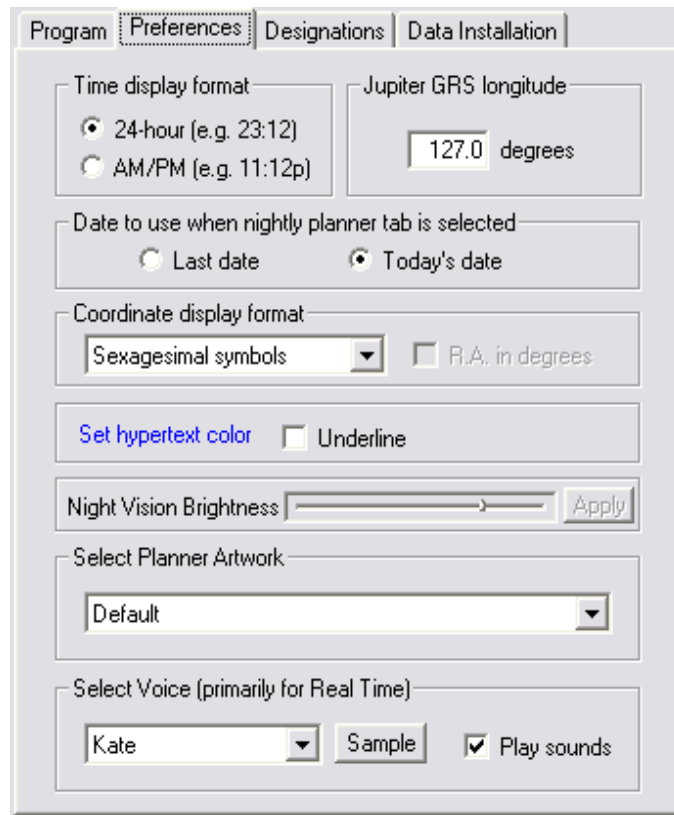 Program Preferences Designations Data Installation
Time display format
24-hour (e.g. 23:12)
AM/PM (e.g. 11:12p)
Jupiter GRS longitude
127.0 degrees
Date to use when nightly planner tab is selected
Last date Today's date
Coordinate display format
Sexagesimal symbols R.A. in degrees
Set hypertext color Underline
Night Vision Brightness Apply
Select Planner Artwork
Default
Select Voice (primarily for Real Time)
Kate Sample Play sounds